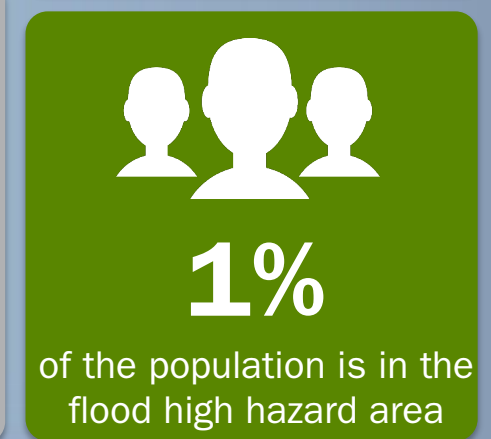 1%
of the population is in the
flood high hazard area